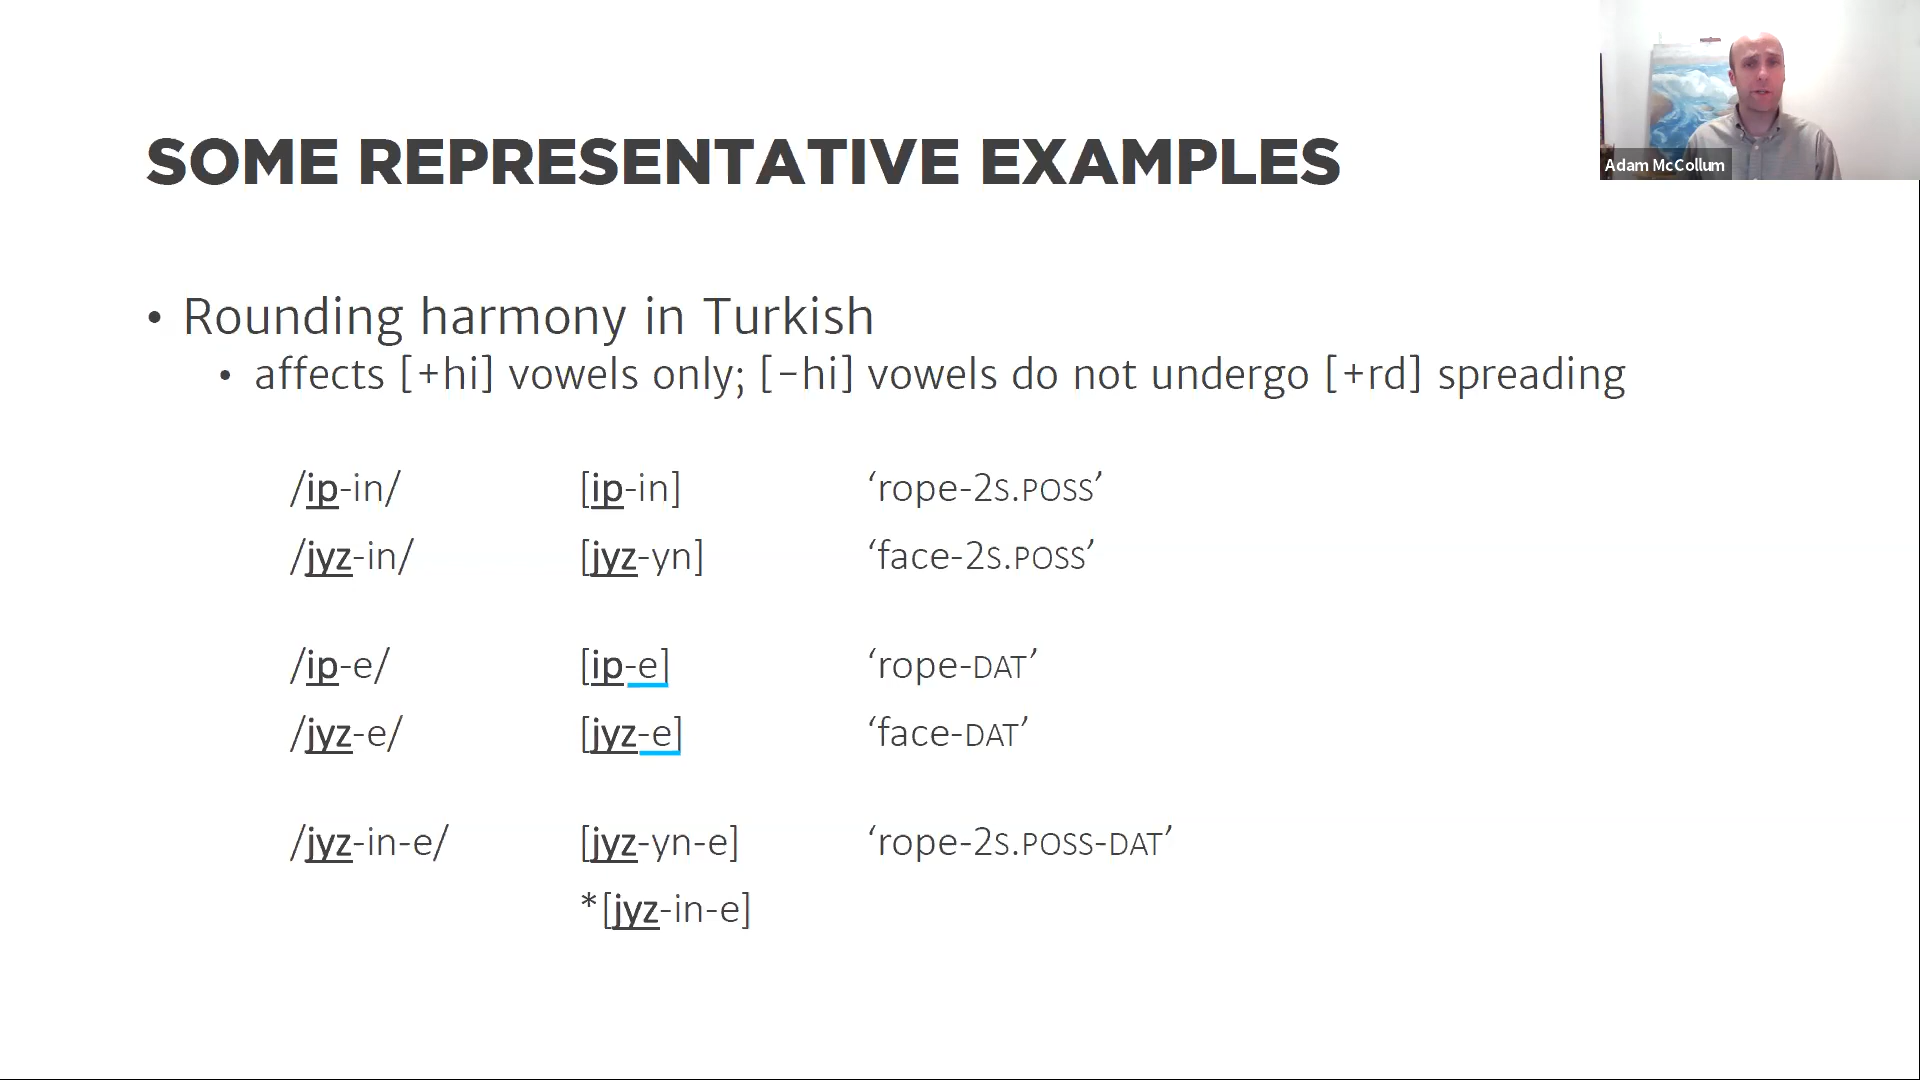 SOME REPRESENTATIVE EXAMPLES
Adam McCollum
• Rounding harmony in Turkish
• affects [+hi] vowels only; [−hi] vowels do not undergo [+rd] spreading
/ip-in/ [ip-in] ‘rope-2S.POSS’
/jyz-in/ [jyz-yn] ‘face-2S.POSS’
/ip-e/ [ip-e] ‘rope-DAT’
/jyz-e/ [jyz-e] ‘face-DAT’
/jyz-in-e/ [jyz-yn-e] ‘rope-2S.POSS-DAT’
*[jyz-in-e]